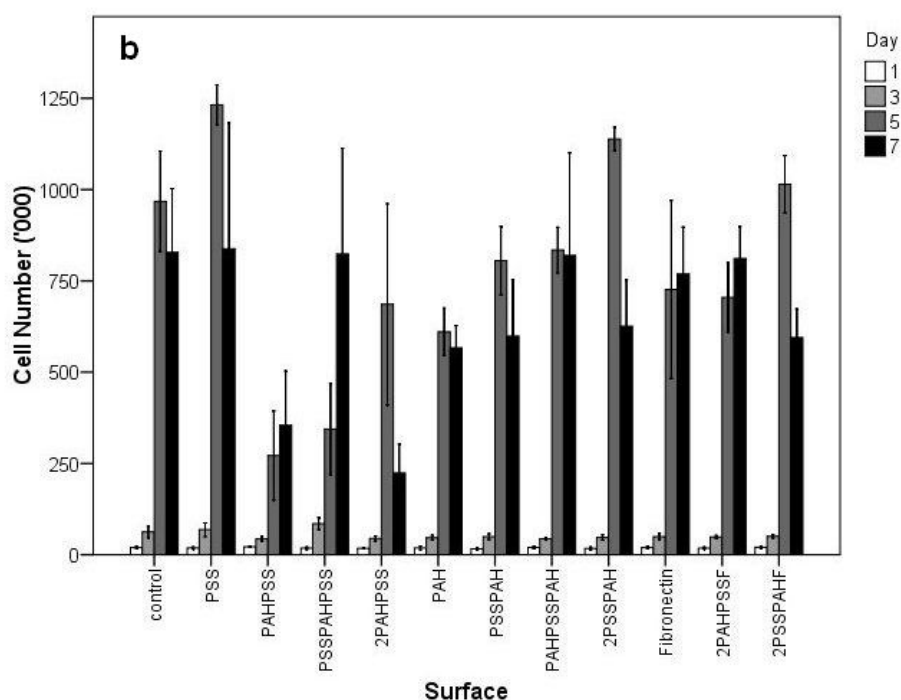 b
Day
1
3
5
7
Cell Number ('000)
1250
1000
750
500
250
0
control
PSS
PAHPSS
PSSPAHPSS
2PAHPSS
PAH
PSSPAH
PAHPSSPAH
2PSSPAH
Fibronectin
2PAHPSSF
2PSSPAHF
Surface